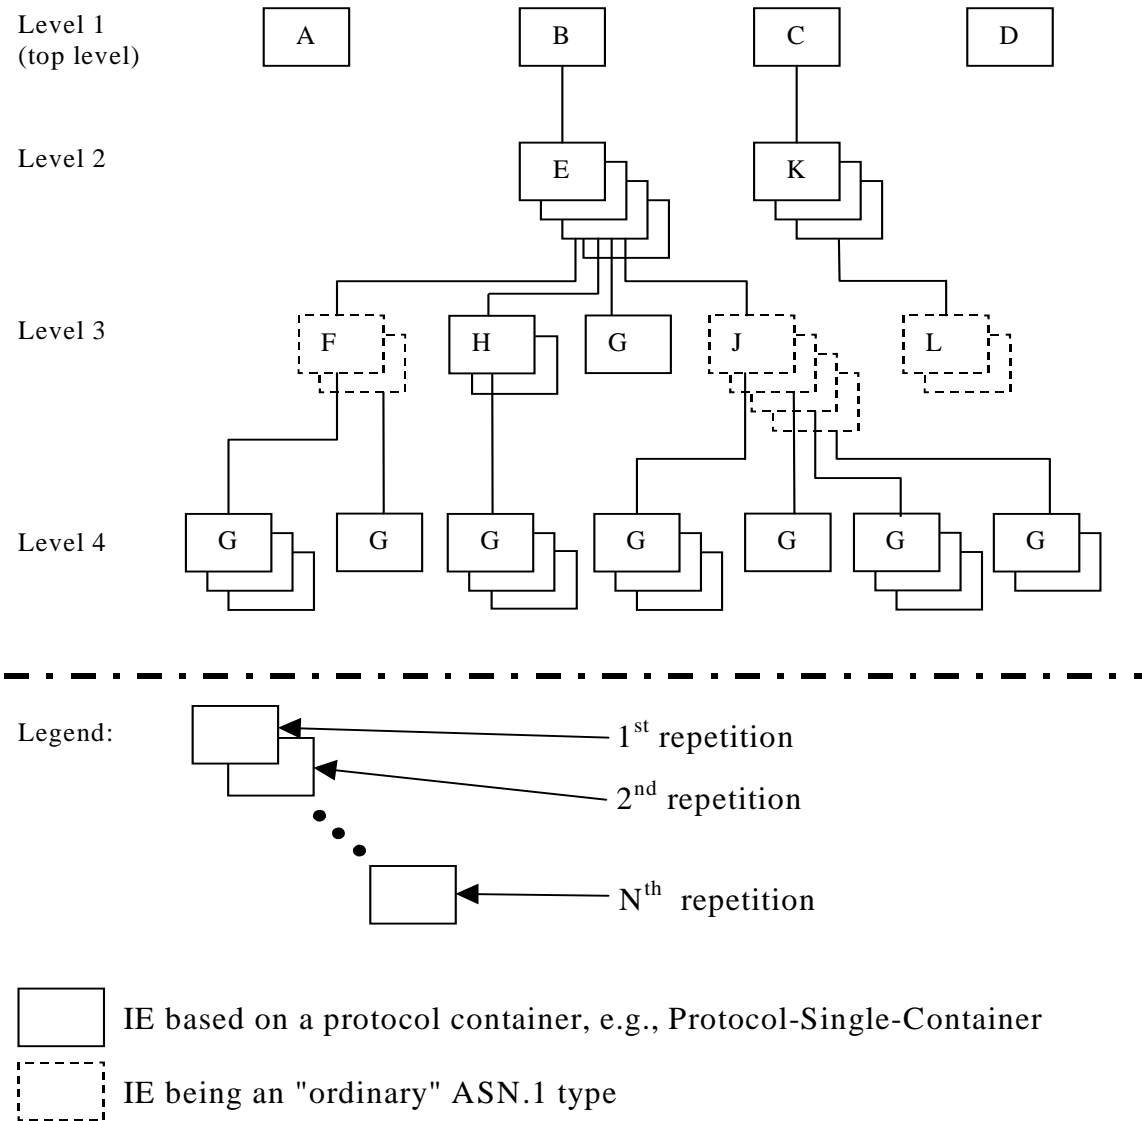 Level 1
(top level)
A B C D
Level 2
E K
Level 3
F H G J L
Level 4
G G G G G G G
Legend:
1st repetition
2nd repetition
Nth repetition
IE based on a protocol container, e.g., Protocol-Single-Container
IE being an "ordinary" ASN.1 type